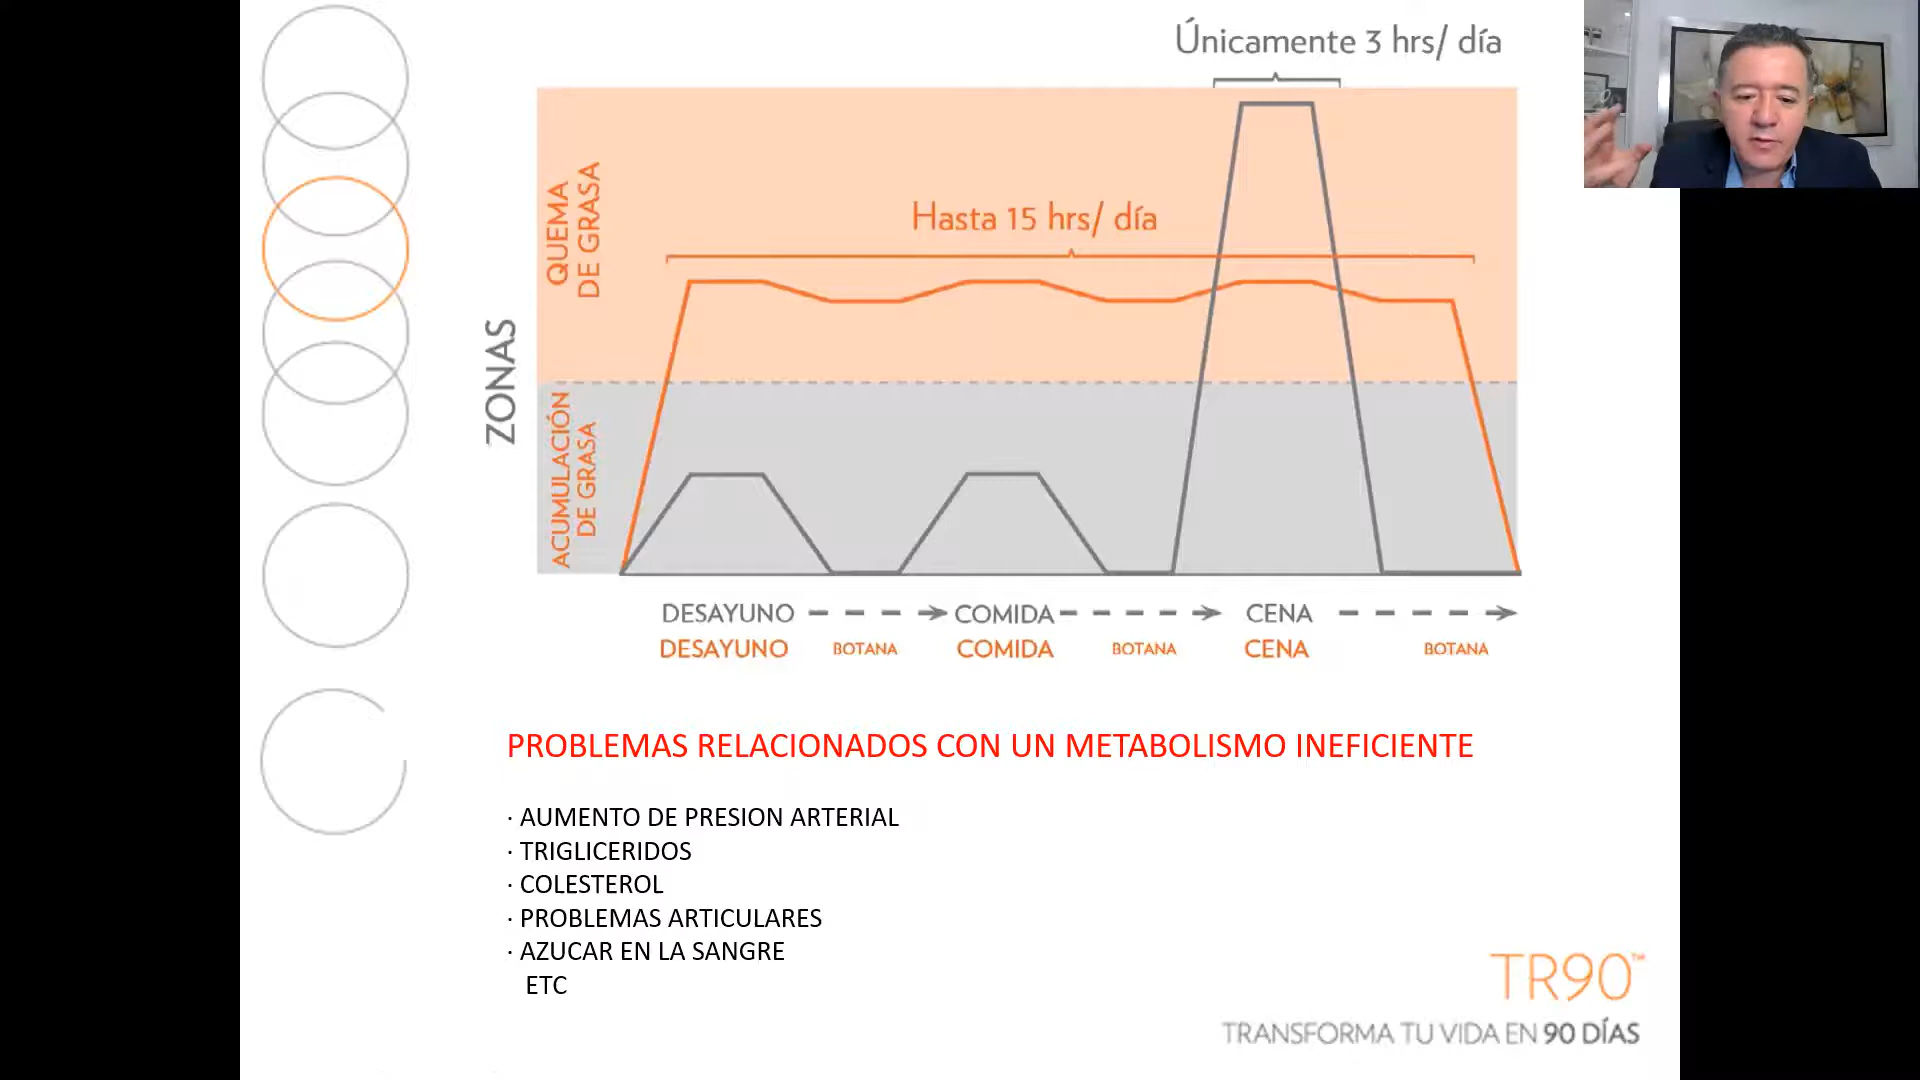 Únicamente 3 hrs/ día
Hasta 15 hrs/ día
QUEMA
DE GRASA
ZONAS
ACUMULACIÓN
DE GRASA
DESAYUNO COMIDA CENA
DESAYUNO BOTANA COMIDA BOTANA CENA BOTANA
PROBLEMAS RELACIONADOS CON UN METABOLISMO INEFICIENTE
· AUMENTO DE PRESION ARTERIAL
· TRIGLICERIDOS
· COLESTEROL
· PROBLEMAS ARTICULARES
· AZUCAR EN LA SANGRE
ETC
TR90™
TRANSFORMA TU VIDA EN 90 DÍAS